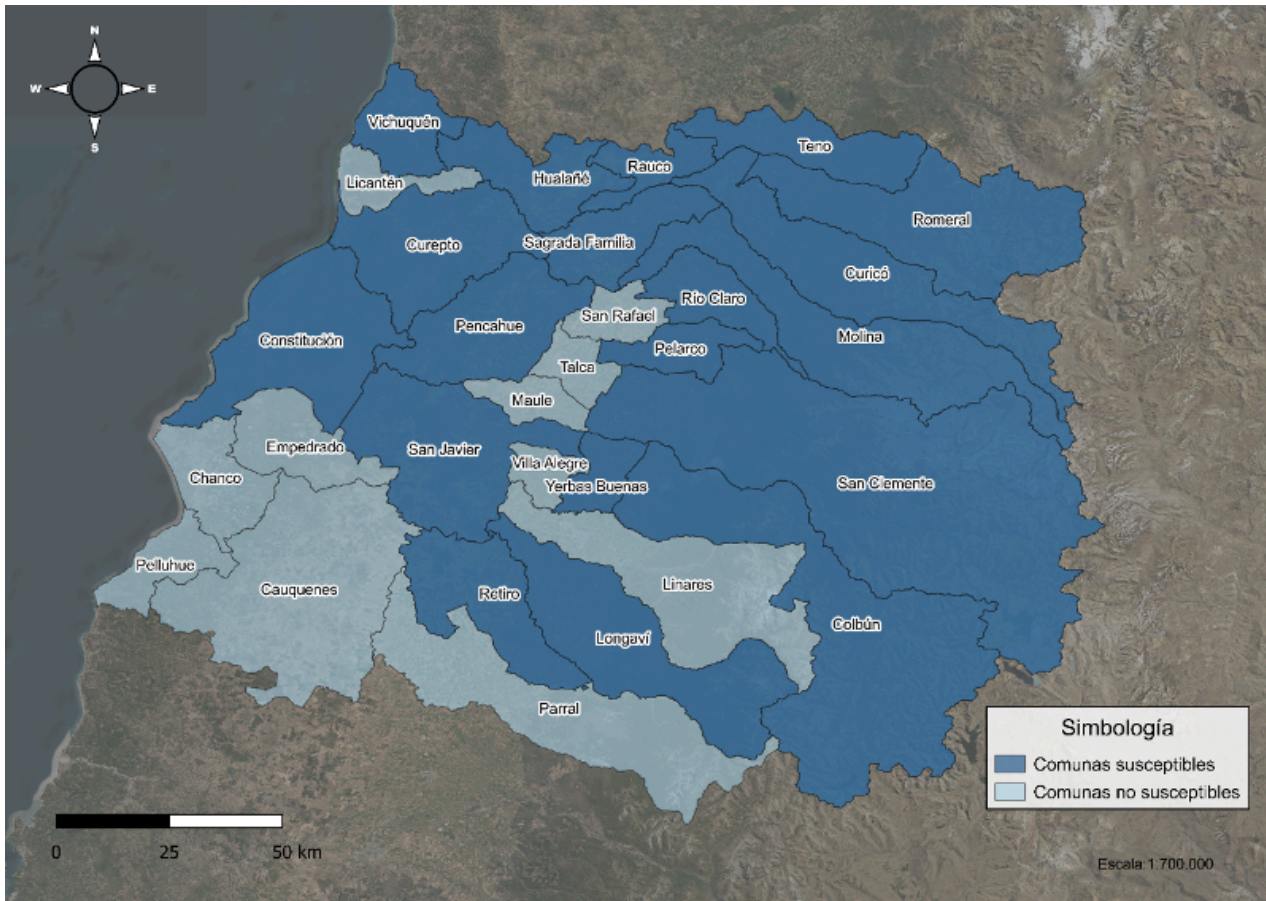 N
W E
S
Vichuquén
Teno
Rauco
Hualañé
Licantén
Romeral
Curepto
Sagrada Familia
Curicó
Río Claro
San Rafael
Pencahue
Constitución
Molina
Pelarco
Talca
Maule
Empedrado
San Javier
Villa Alegre
Chanco
San Clemente
Yerbas Buenas
Pelluhue
Linares
Cauquenes
Retiro
Colbún
Longaví
Parral
Simbología
Comunas susceptibles
Comunas no susceptibles
0 25 50 km
Escala:1:700.000